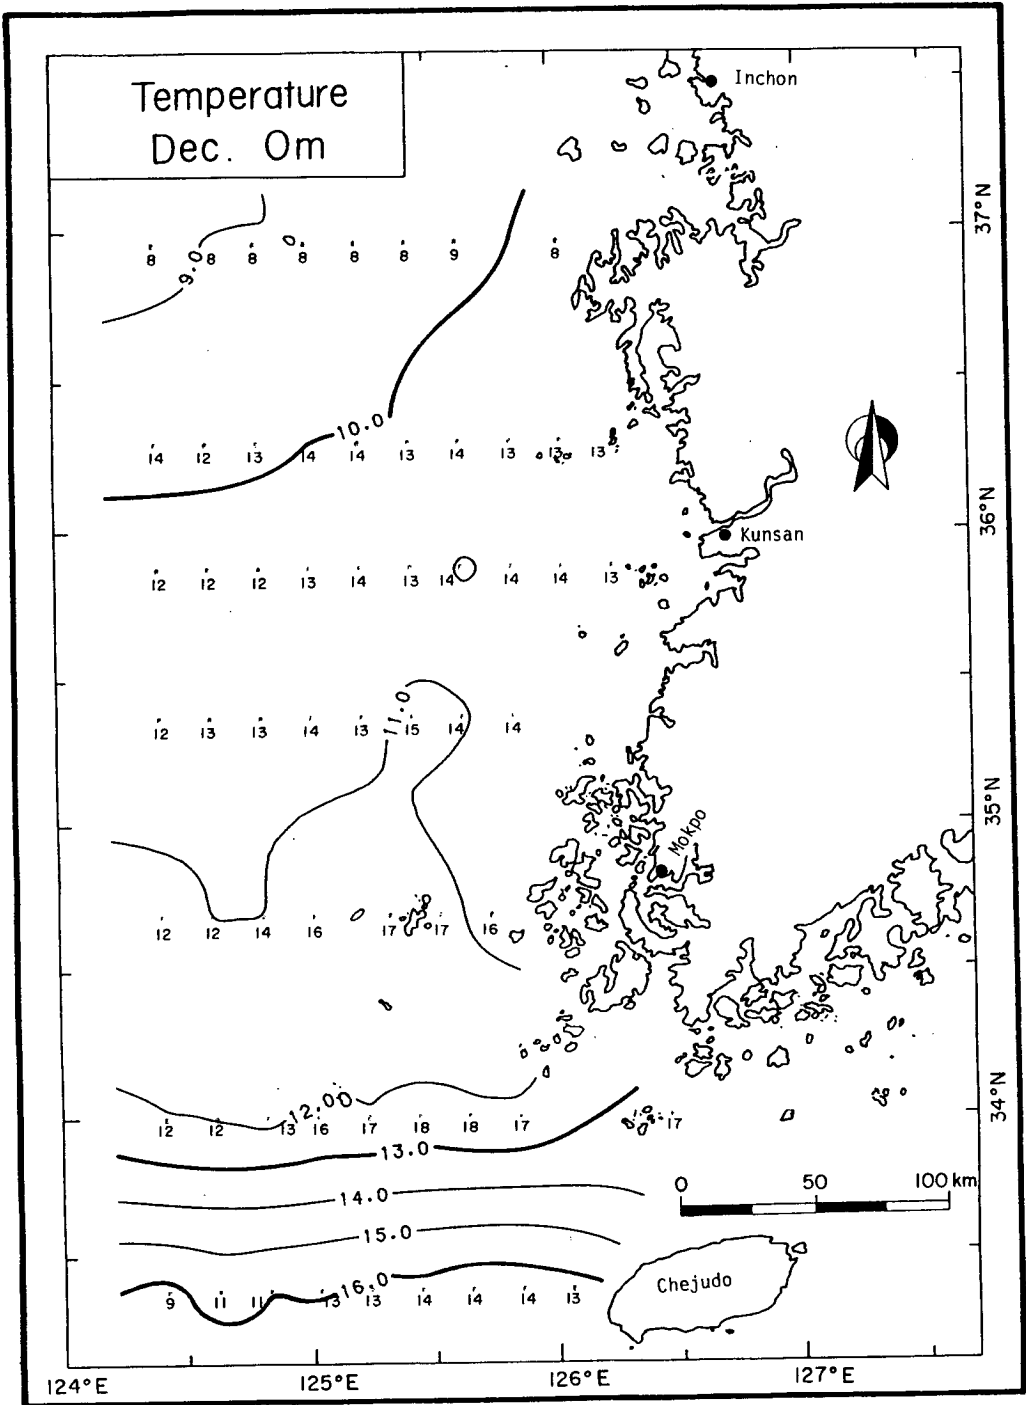 Temperature
Dec. 0m
Inchon
37°N
8 8 8 8 8 8 9 8
9.0
10.0
14 12 13 14 14 13 14 13 13 13
36°N
Kunsan
12 12 12 13 14 13 14 14 14 13
11.0
12 13 13 14 13 15 14 14
35°N
Mokpo
12 12 14 16 17 17 16
34°N
12.00
12 12 13 16 17 18 18 17 17
13.0
0 50 100 km
14.0
15.0
Chejudo
16.0
9 11 11 13 13 14 14 14 13
124°E 125°E 126°E 127°E